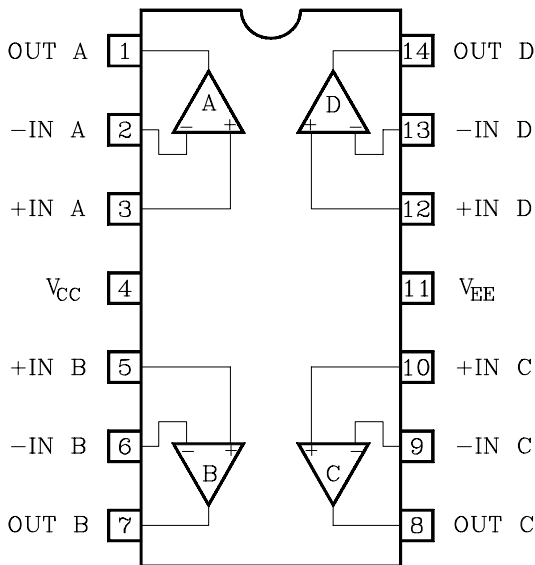 OUT A 1 14 OUT D
A D
−IN A 2 − + + − 13 −IN D
+IN A 3 12 +IN D
VCC 4 11 VEE
+IN B 5 10 +IN C
−IN B 6 − + + − 9 −IN C
B C
OUT B 7 8 OUT C